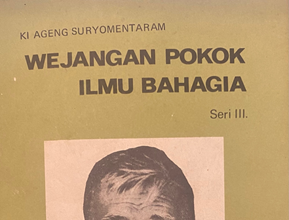 KI AGENG SURYOMENTARAM
WEJANGAN POKOK
ILMU BAHAGIA
Seri III.